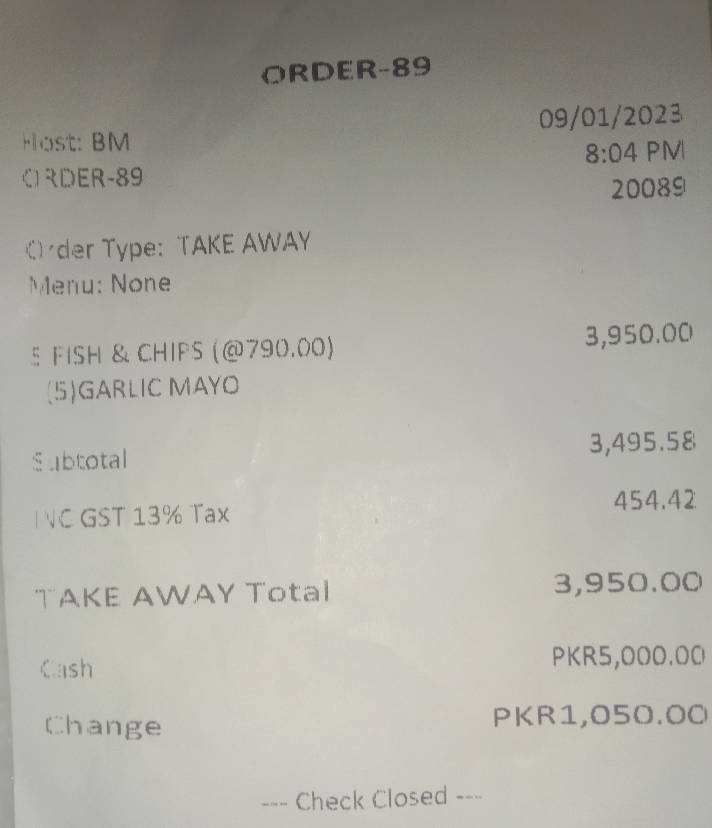 ORDER-89
Host: BM 09/01/2023
8:04 PM
ORDER-89 20089
Order Type: TAKE AWAY
Menu: None
5 FISH & CHIPS (@790.00) 3,950.00
(5)GARLIC MAYO
Subtotal 3,495.58
INC GST 13% Tax 454.42
TAKE AWAY Total 3,950.00
Cash PKR5,000.00
Change PKR1,050.00
--- Check Closed ---